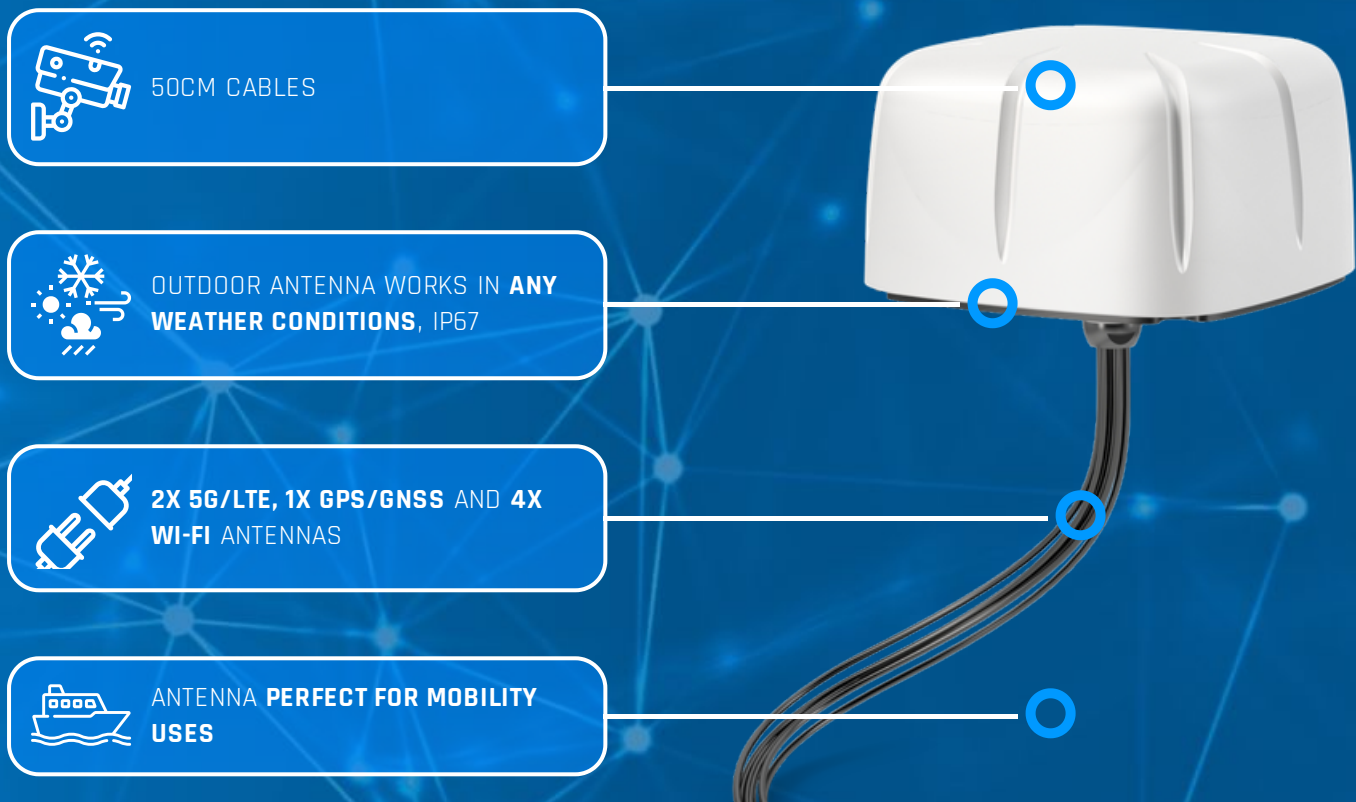 50CM CABLES
OUTDOOR ANTENNA WORKS IN ANY
WEATHER CONDITIONS, IP67
2X 5G/LTE, 1X GPS/GNSS AND 4X
WI-FI ANTENNAS
ANTENNA PERFECT FOR MOBILITY
USES